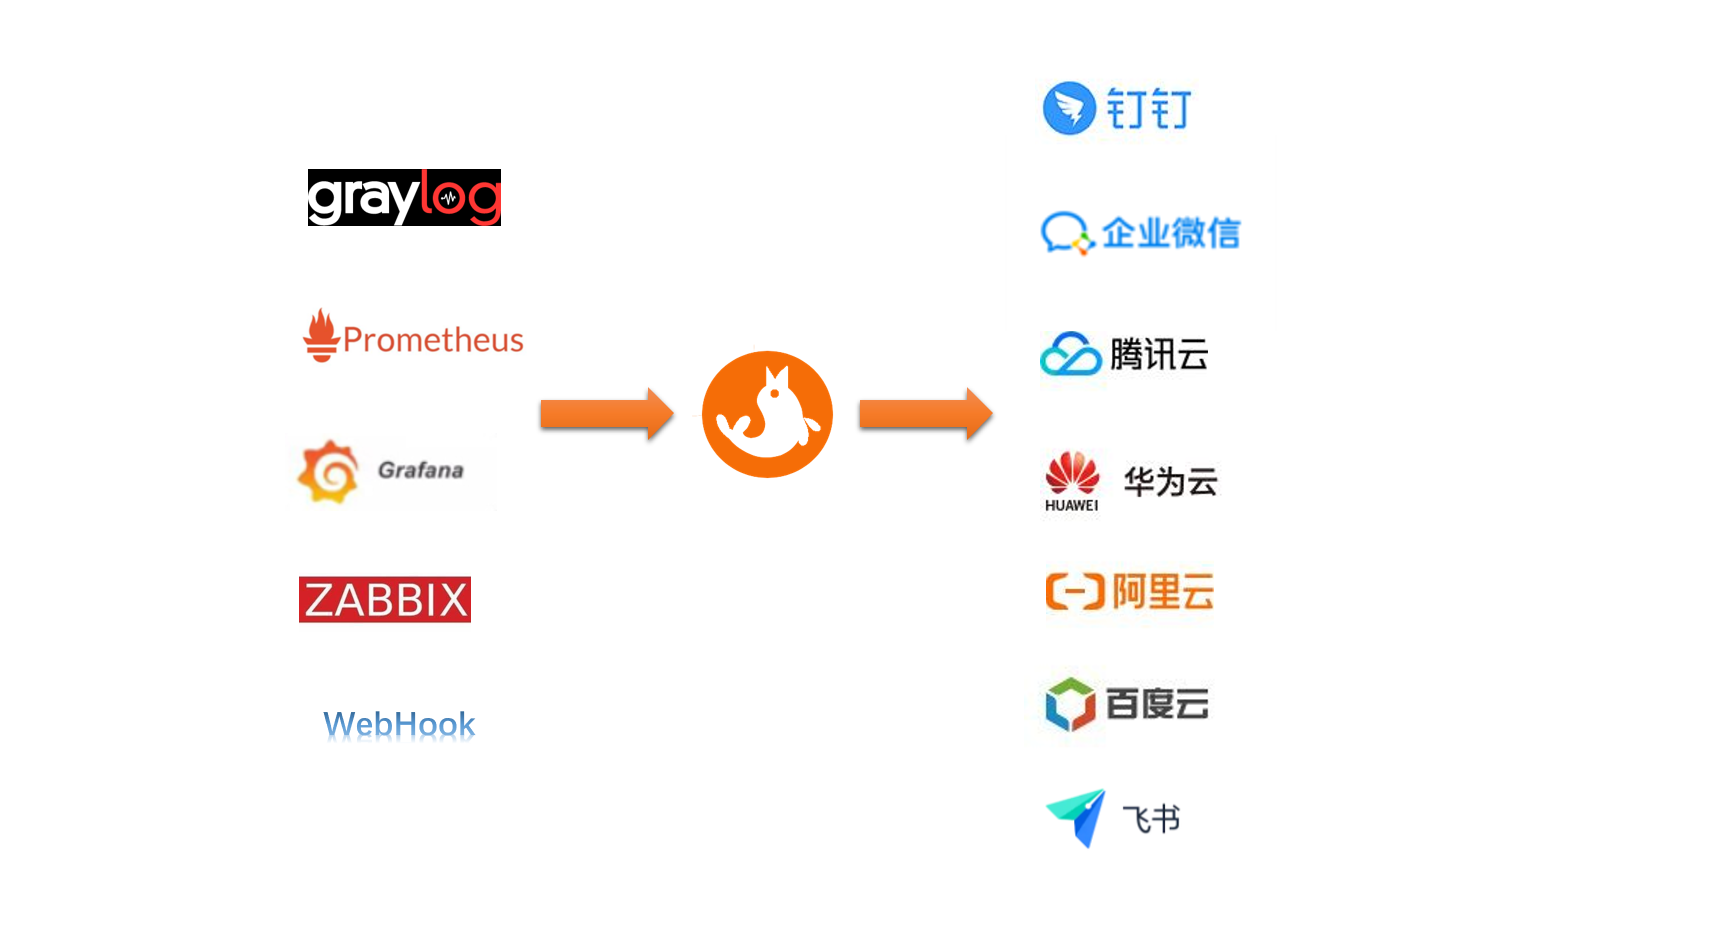 graylog
Prometheus
Grafana
ZABBIX
WebHook
钉钉
企业微信
腾讯云
HUAWEI
华为云
阿里云
百度云
飞书